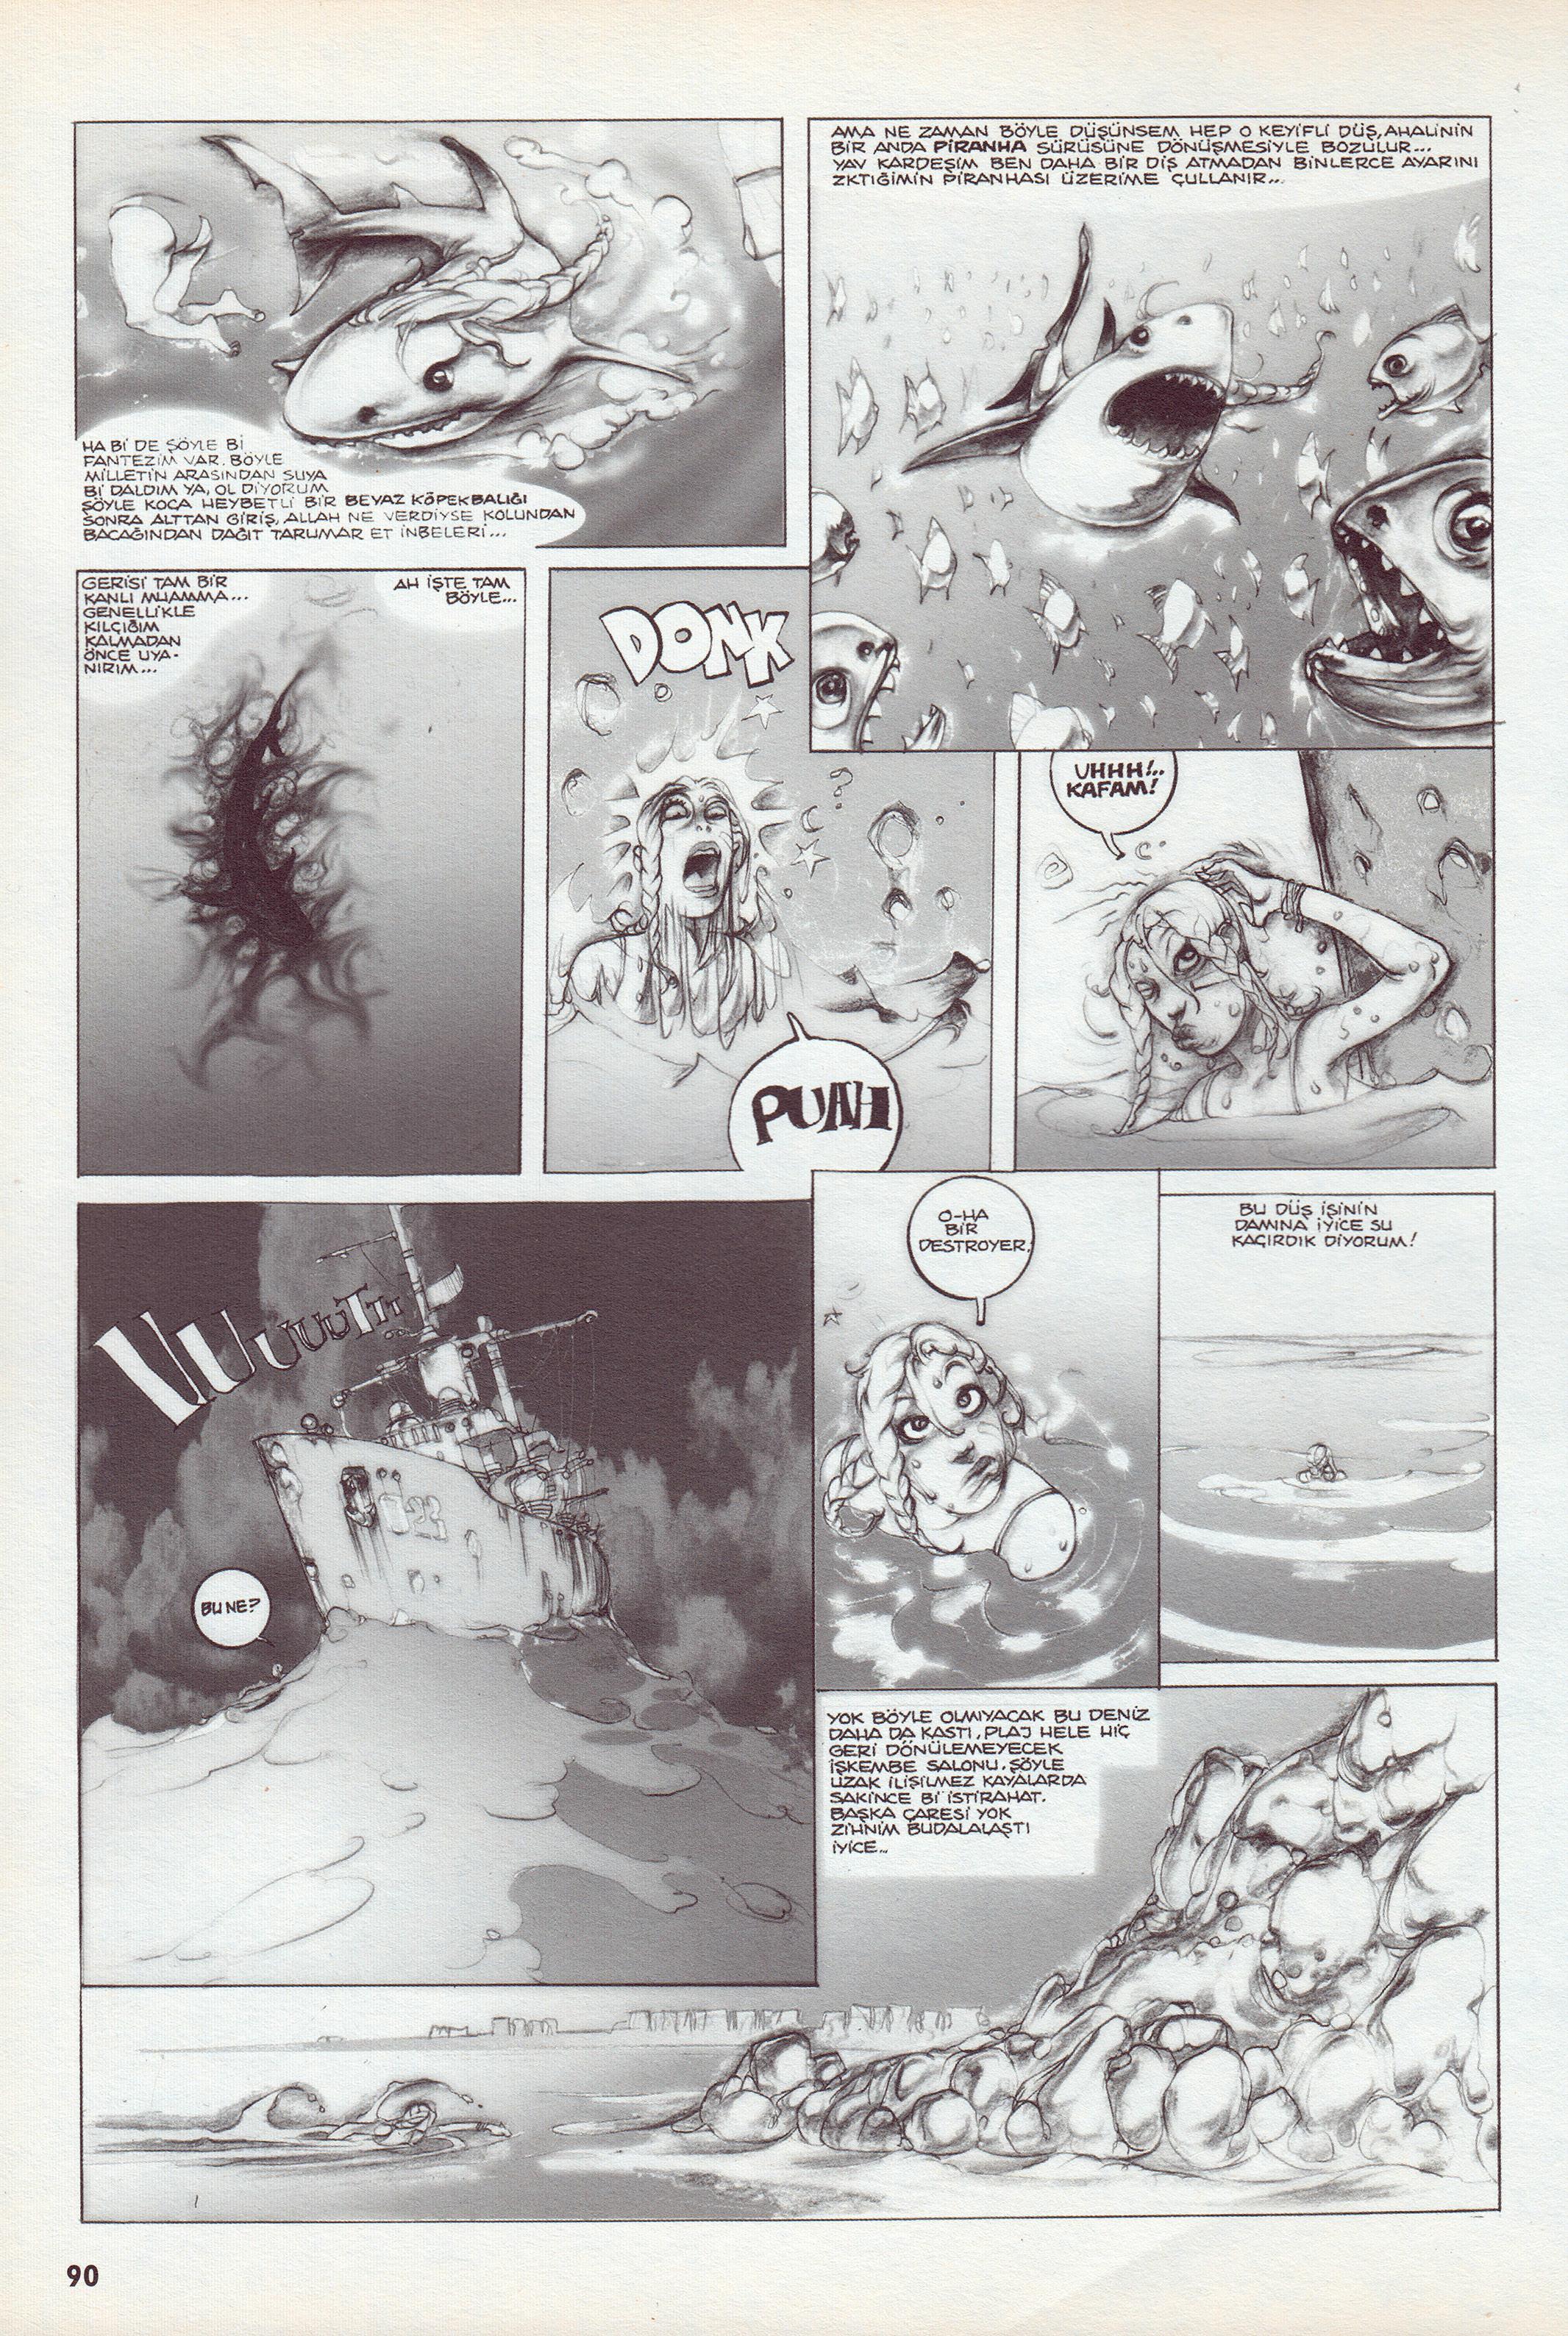 HA Bİ DE ŞÖYLE Bİ
FANTEZİM VAR. BÖYLE
MİLLETİN ARASINDAN SUYA
Bİ DALDIM YA, OL DİYORUM
ŞÖYLE KOCA HEYBETLİ BİR BEYAZ KÖPEKBALIĞI
SONRA ALTTAN GİRİŞ, ALLAH NE VERDİYSE KOLUNDAN
BACAĞINDAN DAĞIT TARUMAR ET İNBELERİ...
AMA NE ZAMAN BÖYLE DÜŞÜNSEM HEP O KEYİFLİ DÜŞ, AHALİNİN
BİR ANDA PİRANHA SÜRÜSÜNE DÖNÜŞMESİYLE BOZULUR...
YAV KARDEŞİM BEN DAHA BİR DİŞ ATMADAN BİNLERCE AYARINI
ZKTIĞIMIN PİRANHASI ÜZERİME ÇULLANIR...
GERİSİ TAM BİR
KANLI MUAMMA...
GENELLİKLE
KILÇIĞIM
KALMADAN
ÖNCE UYA-
NIRIM...
AH İŞTE TAM
BÖYLE...
DONK
PUAH
UHHH!..
KAFAM!
VUUUUUUTTT
BU NE?
O-HA
BİR
DESTROYER.
BU DÜŞ İŞİNİN
DAMINA İYİCE SU
KAÇIRDIK DİYORUM!
YOK BÖYLE OLMIYACAK BU DENİZ
DAHA DA KASTI, PLAJ HELE HİÇ
GERİ DÖNÜLEMEYECEK
İŞKEMBE SALONU. ŞÖYLE
UZAK İLİŞİLMEZ KAYALARDA
SAKİNCE Bİ İSTİRAHAT.
BAŞKA ÇARESİ YOK
ZİHNİM BUDALALAŞTI
İYİCE...
90